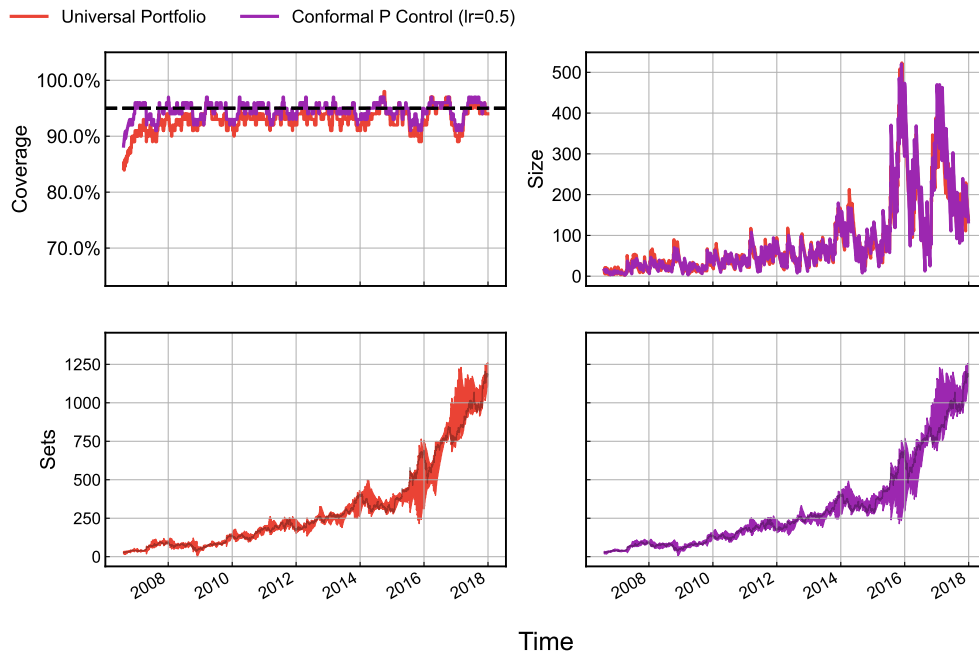 Universal Portfolio
Conformal P Control (lr=0.5)
Coverage
100.0%
90.0%
80.0%
70.0%
Size
500
400
300
200
100
0
Sets
1250
1000
750
500
250
0
2008 2010 2012 2014 2016 2018
2008 2010 2012 2014 2016 2018
Time